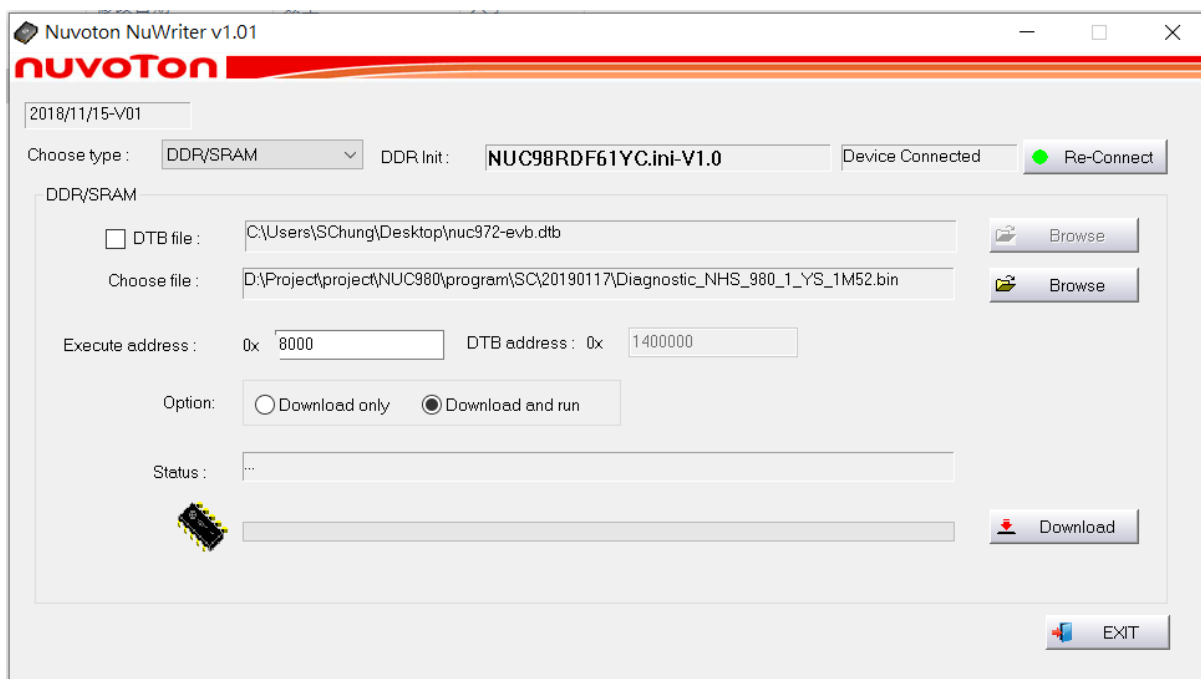 Nuvoton NuWriter v1.01
nuvoTon
2018/11/15-V01
Choose type : DDR/SRAM DDR Init : NUC98RDF61YC.ini-V1.0 Device Connected Re-Connect
DDR/SRAM
DTB file : C:\Users\SChung\Desktop\nuc972-evb.dtb Browse
Choose file : D:\Project\project\NUC980\program\SC\20190117\Diagnostic_NHS_980_1_YS_1M52.bin Browse
Execute address : 0x 8000 DTB address : 0x 1400000
Option: Download only Download and run
Status : ...
Download
EXIT